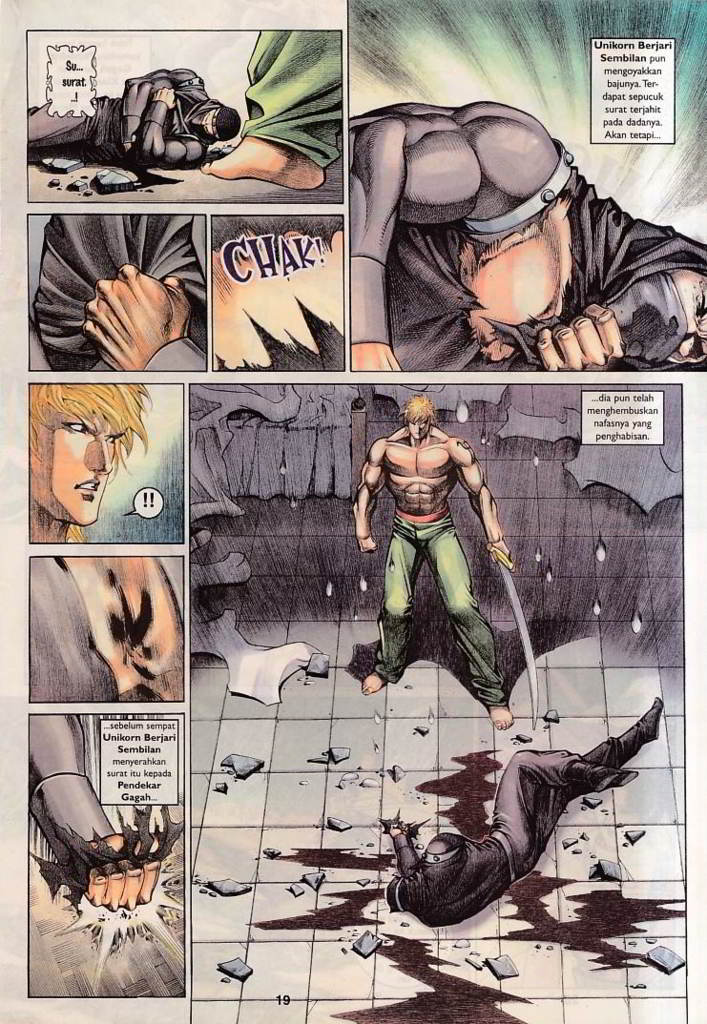 Su...
surat.
..!
Unikorn Berjari
Sembilan pun
mengoyakkan
bajunya. Ter-
dapat sepucuk
surat terjahit
pada dadanya.
Akan tetapi...
CHAK!
!!
...sebelum sempat
Unikorn Berjari
Sembilan
menyerahkan
surat itu kepada
Pendekar
Gagah...
...dia pun telah
menghembuskan
nafasnya yang
penghabisan.
19